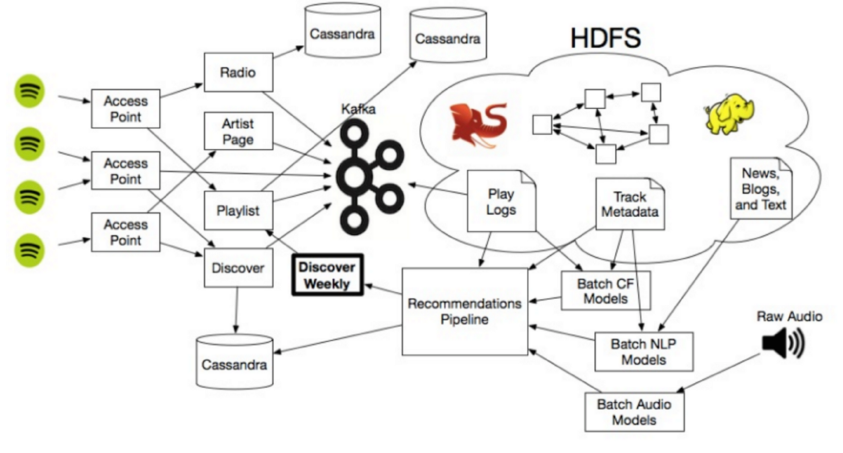 Cassandra
Cassandra
HDFS
Radio
Access
Point
Kafka
Artist
Page
Access
Point
Play
Logs
Track
Metadata
News,
Blogs,
and Text
Playlist
Access
Point
Discover
Discover
Weekly
Recommendations
Pipeline
Batch CF
Models
Raw Audio
Cassandra
Batch NLP
Models
Batch Audio
Models